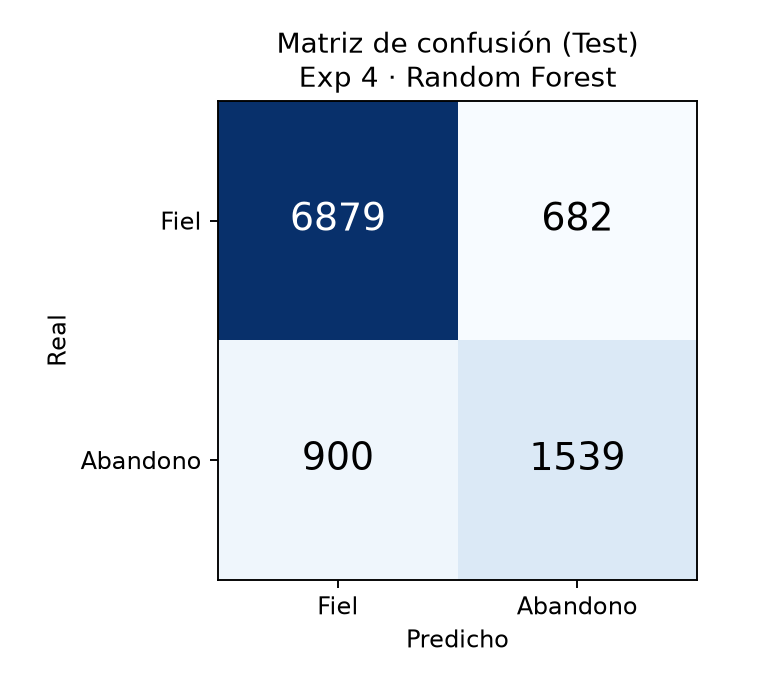 Matriz de confusión (Test)
Exp 4 · Random Forest
Real
Fiel
6879
682
Abandono
900
1539
Fiel
Abandono
Predicho